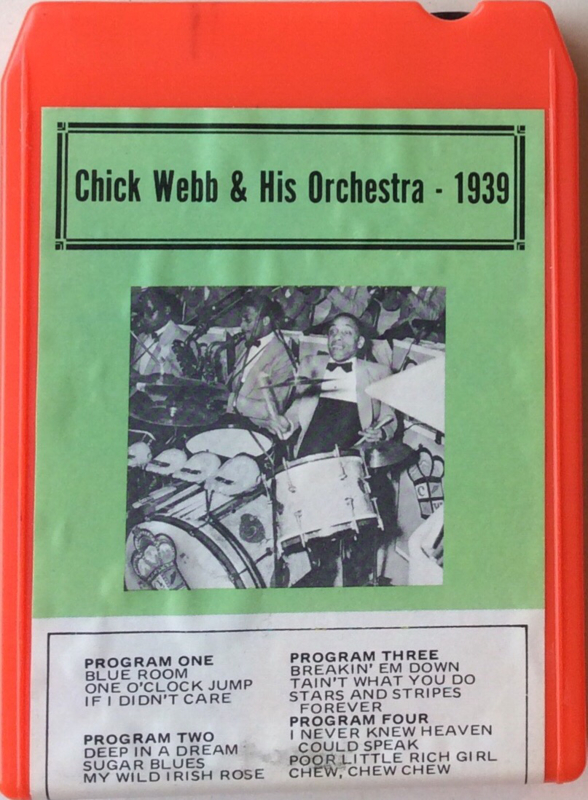 Chick Webb & His Orchestra - 1939
PROGRAM ONE
BLUE ROOM
ONE O'CLOCK JUMP
IF I DIDN'T CARE
PROGRAM TWO
DEEP IN A DREAM
SUGAR BLUES
MY WILD IRISH ROSE
PROGRAM THREE
BREAKIN' EM DOWN
TAIN'T WHAT YOU DO
STARS AND STRIPES
FOREVER
PROGRAM FOUR
I NEVER KNEW HEAVEN
COULD SPEAK
POOR LITTLE RICH GIRL
CHEW, CHEW CHEW